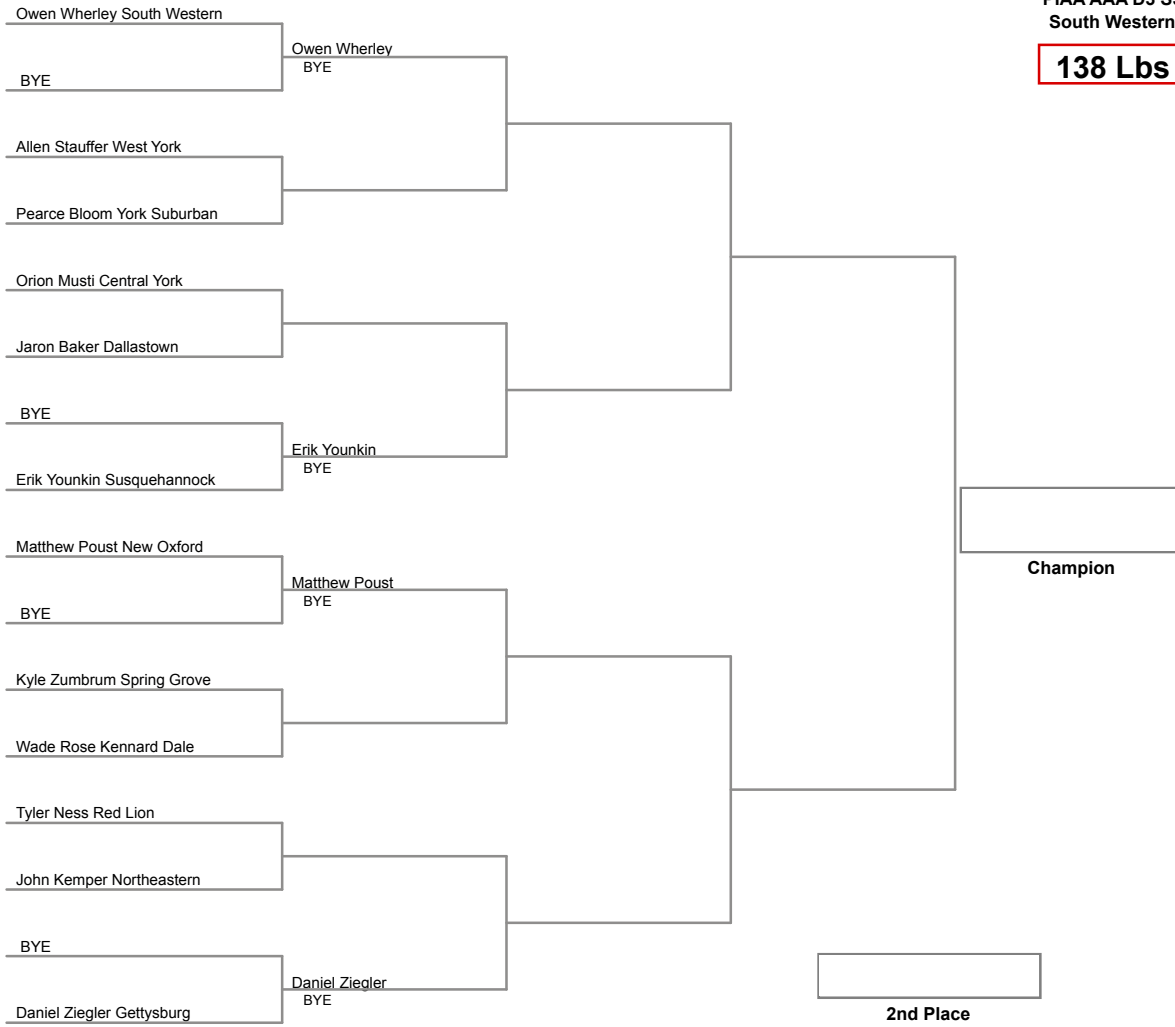 PIAA AAA D3 S3
South Western
138 Lbs
Owen Wherley South Western
Owen Wherley
BYE
BYE
Allen Stauffer West York
Pearce Bloom York Suburban
Orion Musti Central York
Jaron Baker Dallastown
BYE
Erik Younkin
BYE
Erik Younkin Susquehannock
Matthew Poust New Oxford
Matthew Poust
BYE
BYE
Kyle Zumbrum Spring Grove
Wade Rose Kennard Dale
Tyler Ness Red Lion
John Kemper Northeastern
BYE
Daniel Ziegler
BYE
Daniel Ziegler Gettysburg
Champion
2nd Place